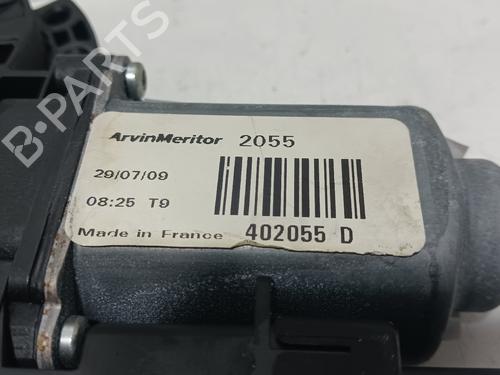 B-PARTS
ArvinMeritor 2055
29/07/09
08:25 T9
Made in France 402055 D